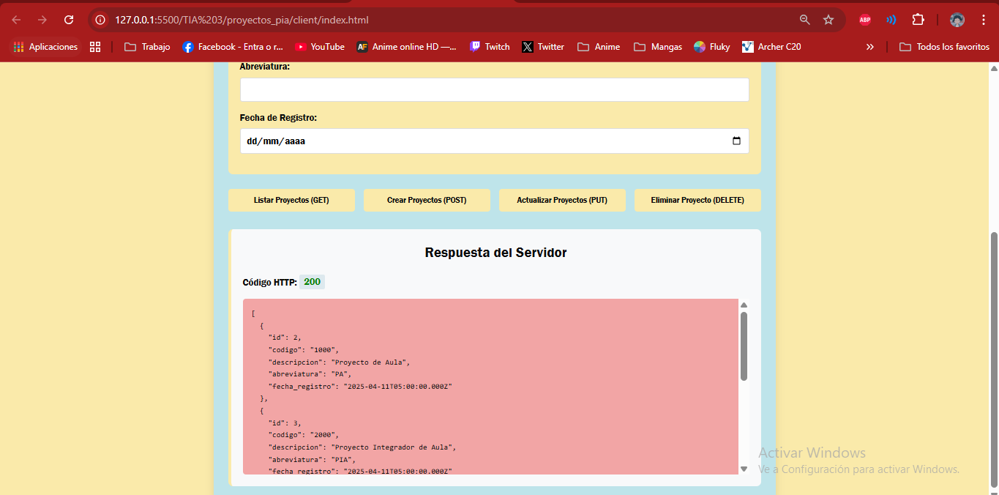 127.0.0.1:5500/TIA%203/proyectos_pia/client/index.html
ABP
Aplicaciones
Trabajo
Facebook - Entra o r...
YouTube
AF
Anime online HD —...
Twitch
X
Twitter
Anime
Mangas
Fluky
Archer C20
»
Todos los favoritos
Abreviatura:
Fecha de Registro:
dd/mm/aaaa
Listar Proyectos (GET)
Crear Proyectos (POST)
Actualizar Proyectos (PUT)
Eliminar Proyecto (DELETE)
Respuesta del Servidor
Código HTTP: 200
[
{
"id": 2,
"codigo": "1000",
"descripcion": "Proyecto de Aula",
"abreviatura": "PA",
"fecha_registro": "2025-04-11T05:00:00.000Z"
},
{
"id": 3,
"codigo": "2000",
"descripcion": "Proyecto Integrador de Aula",
"abreviatura": "PIA",
"fecha_registro": "2025-04-11T05:00:00.000Z"
Activar Windows
Ve a Configuración para activar Windows.